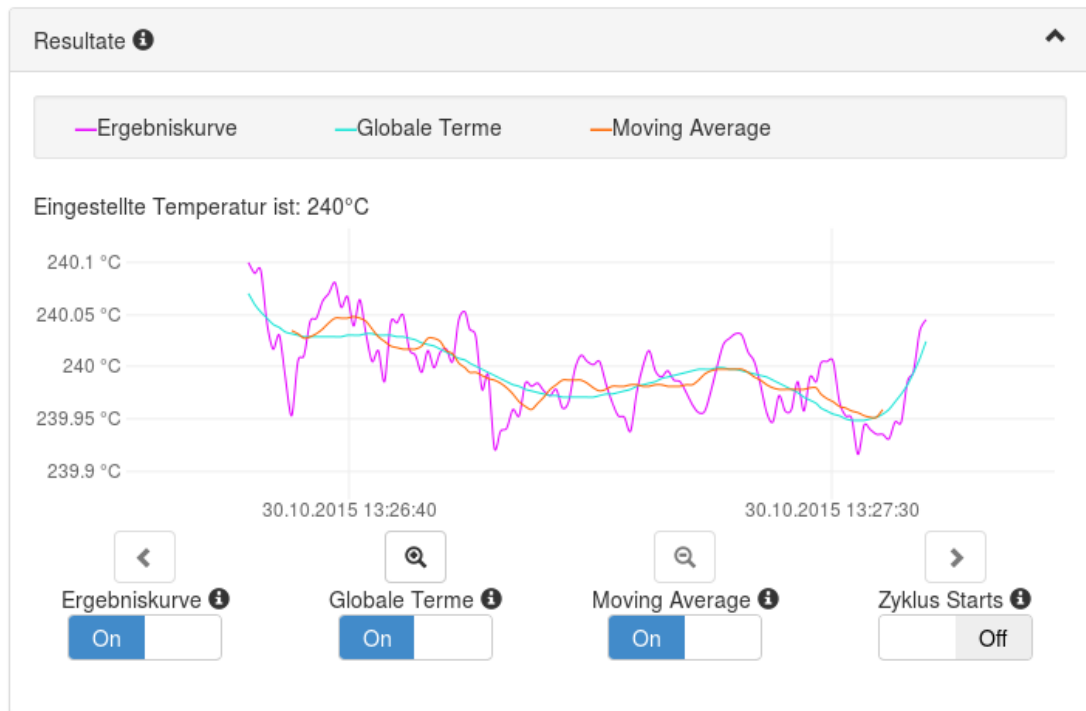 Resultate
Ergebniskurve Globale Terme Moving Average
Eingestellte Temperatur ist: 240°C
240.1 °C
240.05 °C
240 °C
239.95 °C
239.9 °C
30.10.2015 13:26:40 30.10.2015 13:27:30
Ergebniskurve Globale Terme Moving Average Zyklus Starts
On On On Off